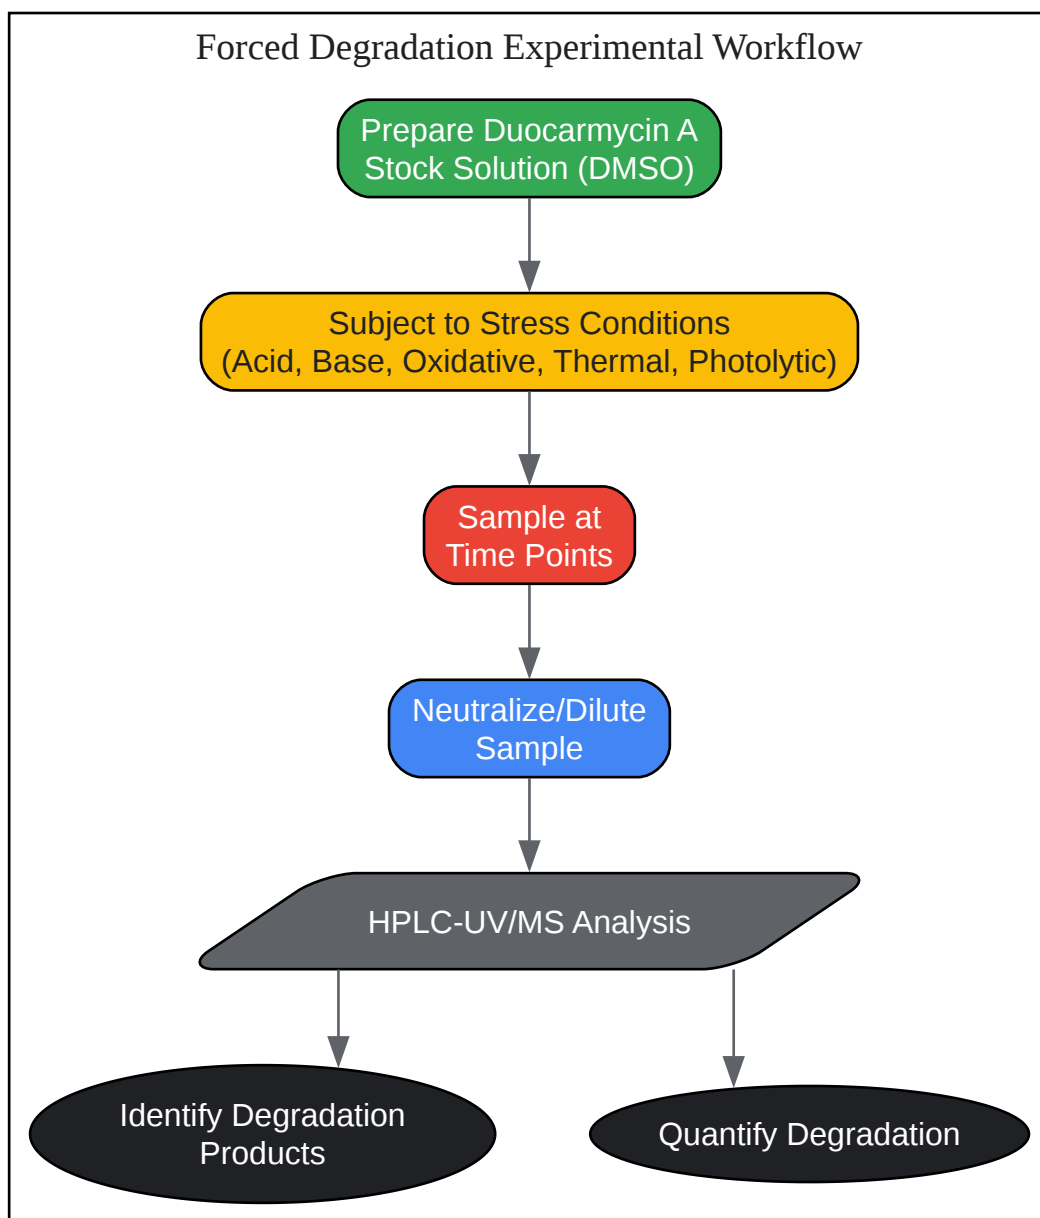 Forced Degradation Experimental Workflow
Prepare Duocarmycin A
Stock Solution (DMSO)
Subject to Stress Conditions
(Acid, Base, Oxidative, Thermal, Photolytic)
Sample at
Time Points
Neutralize/Dilute
Sample
HPLC-UV/MS Analysis
Identify Degradation
Products
Quantify Degradation